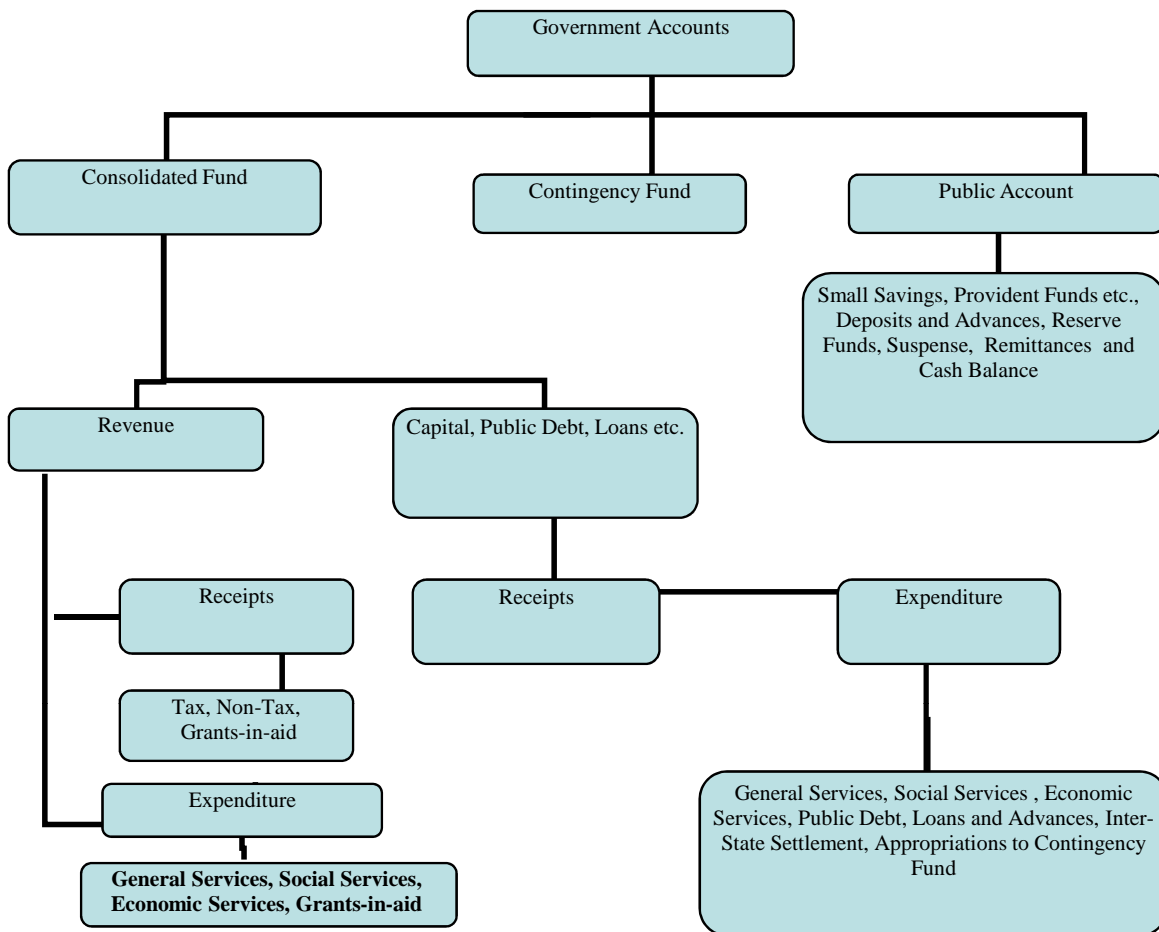 Government Accounts
Consolidated Fund
Contingency Fund
Public Account
Small Savings, Provident Funds etc.,
Deposits and Advances, Reserve
Funds, Suspense, Remittances and
Cash Balance
Revenue
Capital, Public Debt, Loans etc.
Receipts
Receipts
Expenditure
Tax, Non-Tax,
Grants-in-aid
Expenditure
General Services, Social Services , Economic
Services, Public Debt, Loans and Advances, Inter-
State Settlement, Appropriations to Contingency
Fund
General Services, Social Services,
Economic Services, Grants-in-aid